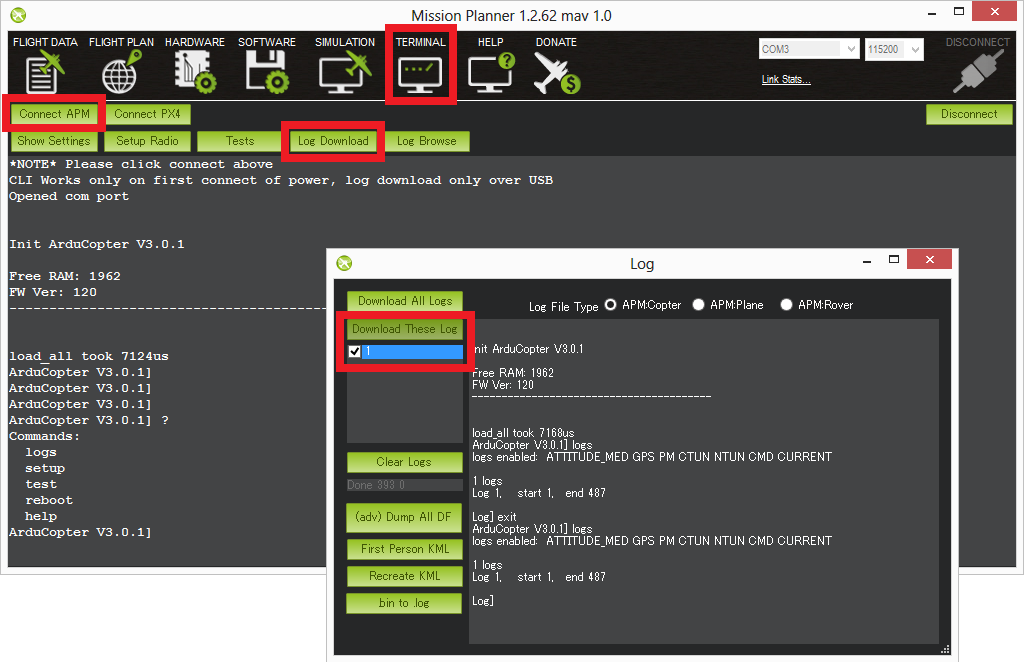 Mission Planner 1.2.62 mav 1.0
FLIGHT DATA FLIGHT PLAN HARDWARE SOFTWARE SIMULATION TERMINAL HELP DONATE
COM3 115200 DISCONNECT
Link Stats...
Connect APM Connect PX4 Disconnect
Show Settings Setup Radio Tests Log Download Log Browse
*NOTE* Please click connect above
CLI Works only on first connect of power, log download only over USB
Opened com port
Init ArduCopter V3.0.1
Free RAM: 1962
FW Ver: 120
----------------------------------------
load_all took 7124us
ArduCopter V3.0.1]
ArduCopter V3.0.1]
ArduCopter V3.0.1]
ArduCopter V3.0.1] ?
Commands:
logs
setup
test
reboot
help
ArduCopter V3.0.1]
Log
Download All Logs
Log File Type APM:Copter APM:Plane APM:Rover
Download These Log
1
Clear Logs
Done 393 0
(adv) Dump All DF
First Person KML
Recreate KML
.bin to .log
nit ArduCopter V3.0.1
Free RAM: 1962
FW Ver: 120
----------------------------------------
load_all took 7168us
ArduCopter V3.0.1] logs
logs enabled: ATTITUDE_MED GPS PM CTUN NTUN CMD CURRENT
1 logs
Log 1, start 1, end 487
Log] exit
ArduCopter V3.0.1] logs
logs enabled: ATTITUDE_MED GPS PM CTUN NTUN CMD CURRENT
1 logs
Log 1, start 1, end 487
Log]